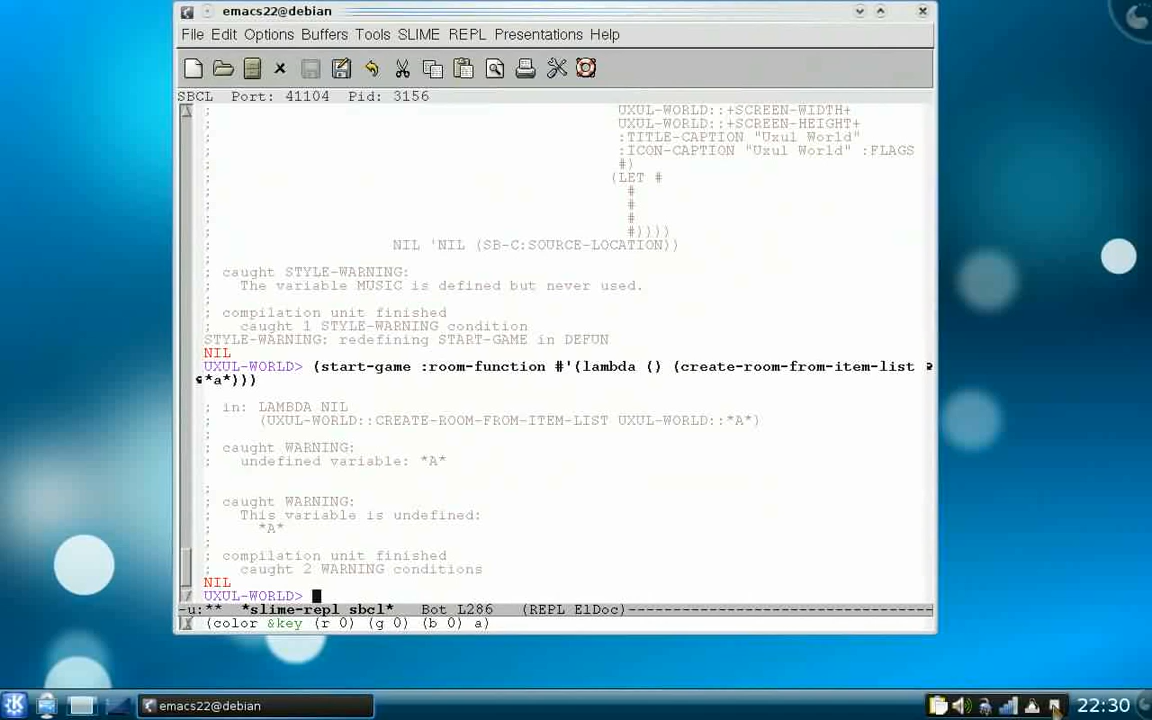 emacs22@debian
File Edit Options Buffers Tools SLIME REPL Presentations Help
SBCL Port: 41104 Pid: 3156
; UXUL-WORLD::+SCREEN-WIDTH+
; UXUL-WORLD::+SCREEN-HEIGHT+
; :TITLE-CAPTION "Uxul World"
; :ICON-CAPTION "Uxul World" :FLAGS
; #)
; (LET #
; #
; #
; #
; #))))
; NIL 'NIL (SB-C:SOURCE-LOCATION))
;
; caught STYLE-WARNING:
; The variable MUSIC is defined but never used.
;
; compilation unit finished
; caught 1 STYLE-WARNING condition
STYLE-WARNING: redefining START-GAME in DEFUN
NIL
UXUL-WORLD> (start-game :room-function #'(lambda () (create-room-from-item-list
*a*)))
; in: LAMBDA NIL
; (UXUL-WORLD::CREATE-ROOM-FROM-ITEM-LIST UXUL-WORLD::*A*)
;
; caught WARNING:
; undefined variable: *A*
;
; caught WARNING:
; This variable is undefined:
; *A*
;
; compilation unit finished
; caught 2 WARNING conditions
NIL
UXUL-WORLD>
-u:** *slime-repl sbcl* Bot L286 (REPL ElDoc)----------------------------------
(color &key (r 0) (g 0) (b 0) a)
emacs22@debian
22:30